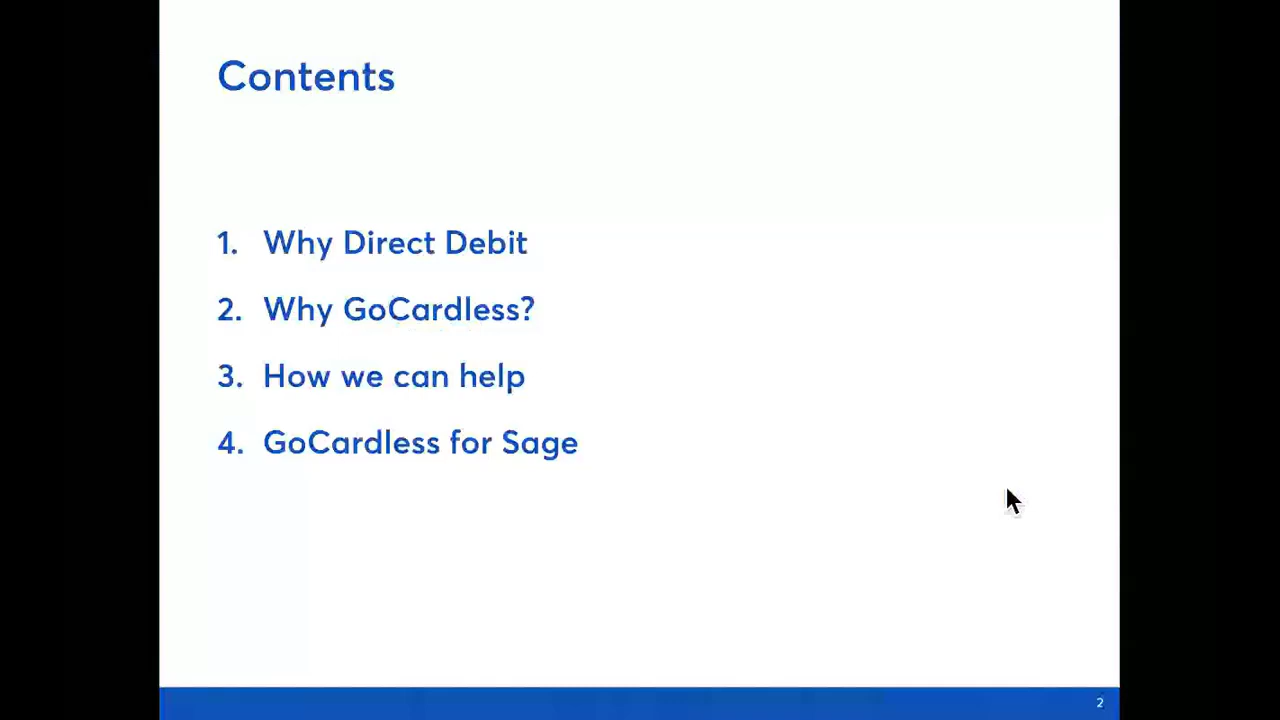 Contents
1. Why Direct Debit
2. Why GoCardless?
3. How we can help
4. GoCardless for Sage
2